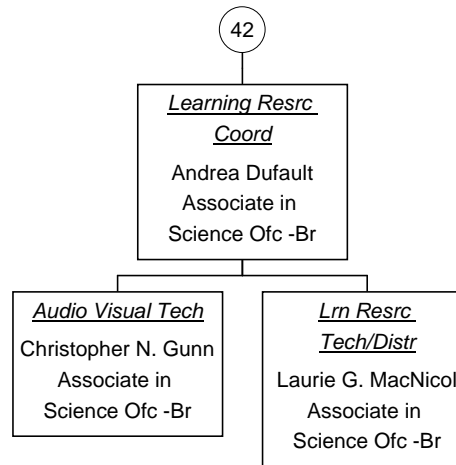 42
Learning Resrc
Coord
Andrea Dufault
Associate in
Science Ofc -Br
Audio Visual Tech
Christopher N. Gunn
Associate in
Science Ofc -Br
Lrn Resrc
Tech/Distr
Laurie G. MacNicol
Associate in
Science Ofc -Br